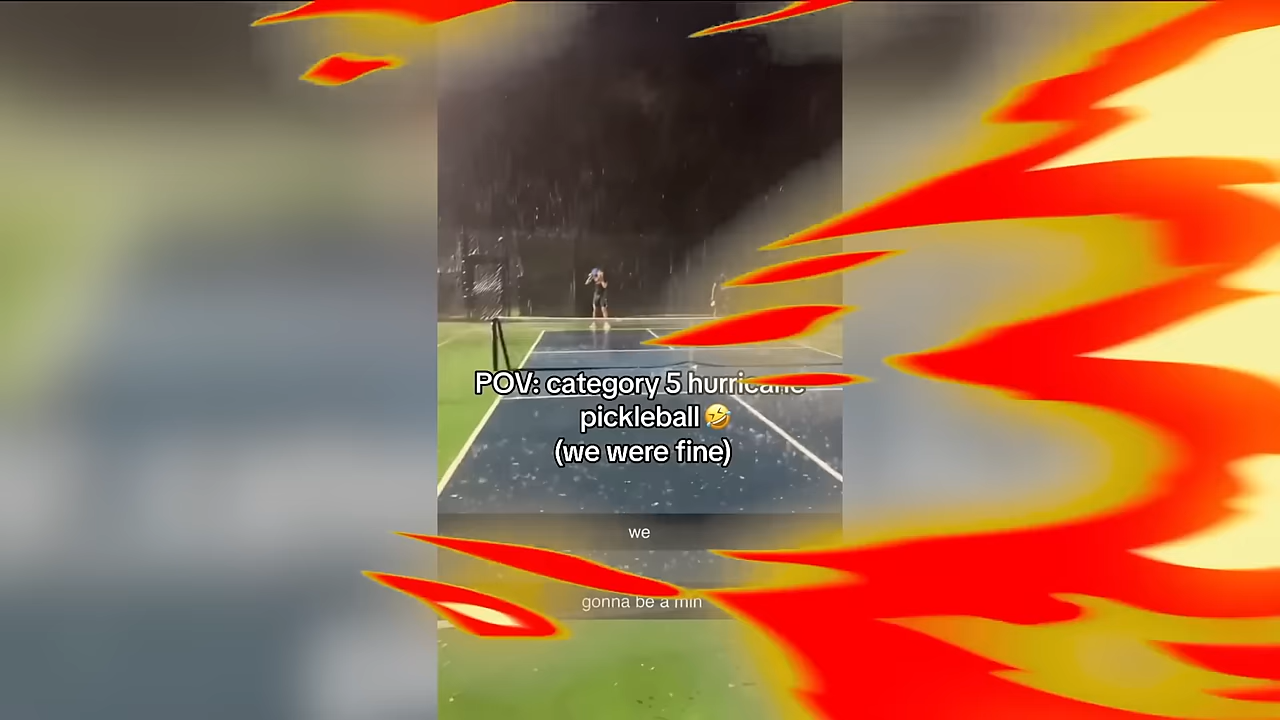 POV: category 5 hurricane
pickleball 🤣
(we were fine)
we
gonna be a min